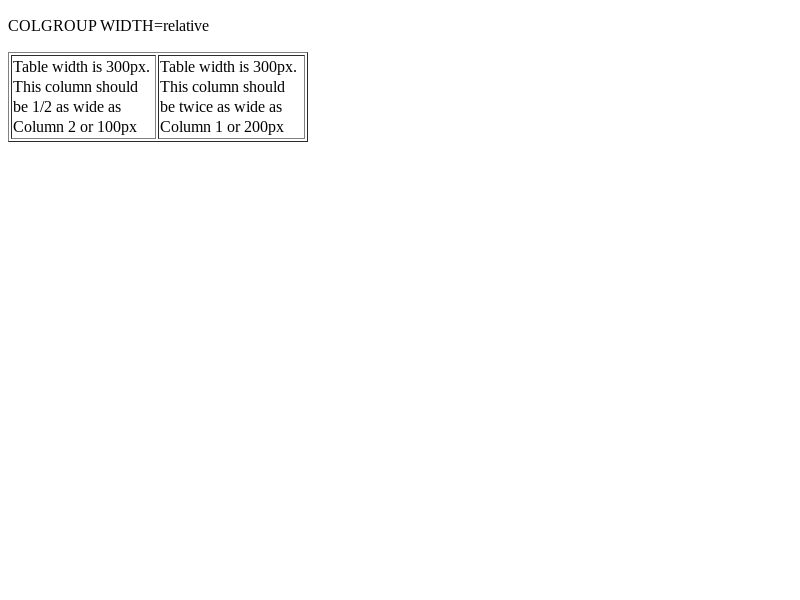 COLGROUP WIDTH=relative
Table width is 300px.
This column should
be 1/2 as wide as
Column 2 or 100px
Table width is 300px.
This column should
be twice as wide as
Column 1 or 200px